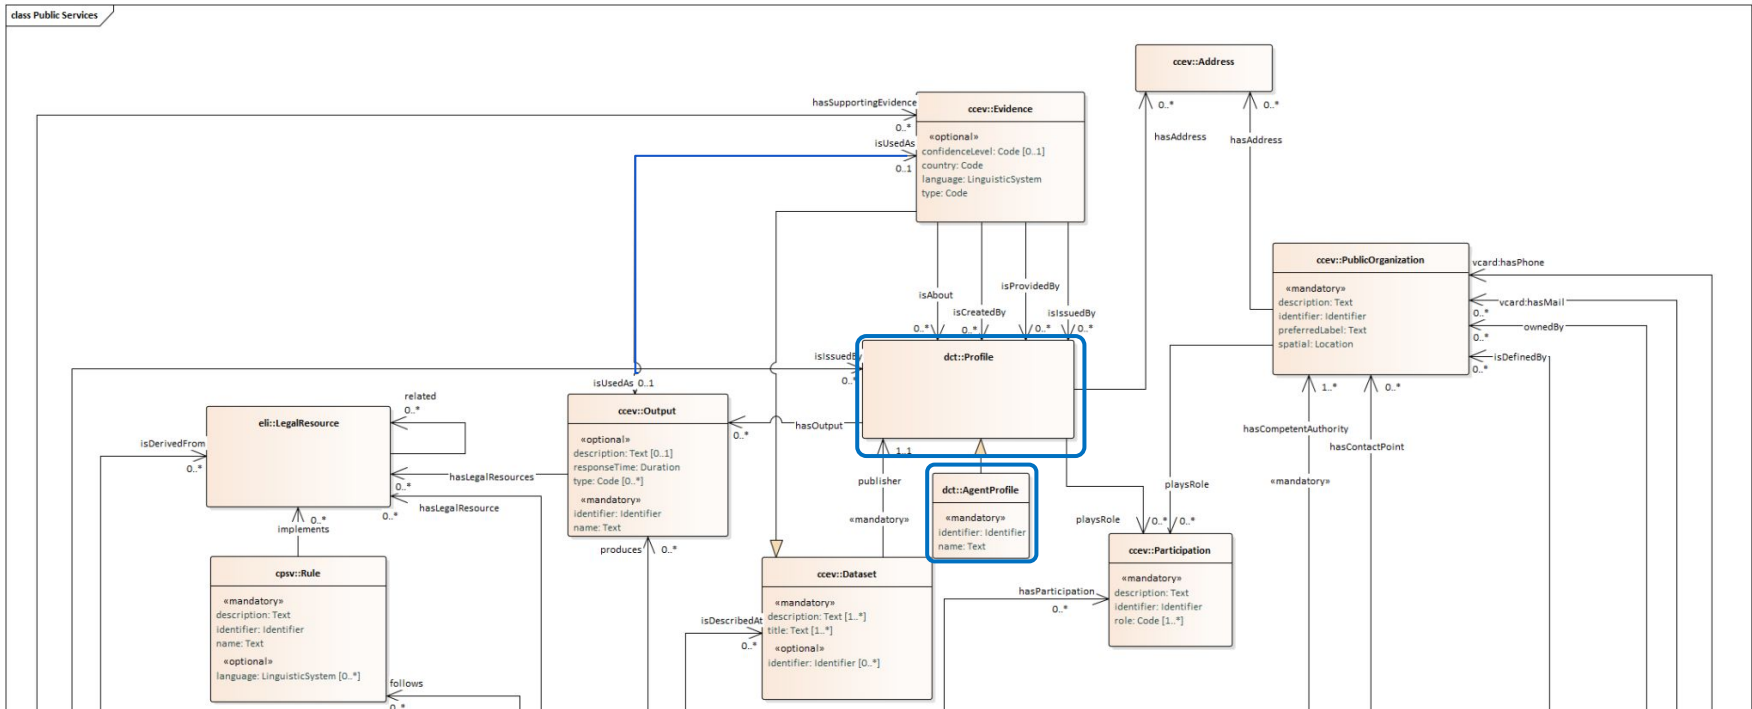 class Public Services
ccev::Address
0..*
0..*
hasAddress
hasAddress
hasSupportingEvidence
0..*
isUsedAs
0..1
ccev::Evidence
«optional»
confidenceLevel: Code [0..1]
country: Code
language: LinguisticSystem
type: Code
isAbout
isCreatedBy
isProvidedBy
isIssuedBy
0..*
0..*
0..*
0..*
ccev::PublicOrganization
«mandatory»
description: Text
identifier: Identifier
preferredLabel: Text
spatial: Location
vcard:hasPhone
vcard:hasMail
0..*
ownedBy
0..*
isDefinedBy
0..*
1..*
0..*
hasCompetentAuthority
hasContactPoint
«mandatory»
isIssuedBy
0..*
dct::Profile
isUsedAs 0..1
ccev::Output
«optional»
description: Text [0..1]
responseTime: Duration
type: Code [0..*]
«mandatory»
identifier: Identifier
name: Text
hasOutput
0..*
related
0..*
eli::LegalResource
isDerivedFrom
0..*
hasLegalResources
0..*
hasLegalResource
0..*
0..*
implements
produces
0..*
1..1
publisher
«mandatory»
dct::AgentProfile
«mandatory»
identifier: Identifier
name: Text
playsRole
playsRole
0..*
0..*
ccev::Participation
«mandatory»
description: Text
identifier: Identifier
role: Code [1..*]
hasParticipation
0..*
cpsv::Rule
«mandatory»
description: Text
identifier: Identifier
name: Text
«optional»
language: LinguisticSystem [0..*]
follows
0..*
ccev::Dataset
«mandatory»
description: Text [1..*]
title: Text [1..*]
«optional»
identifier: Identifier [0..*]
isDescribedAt
0..*